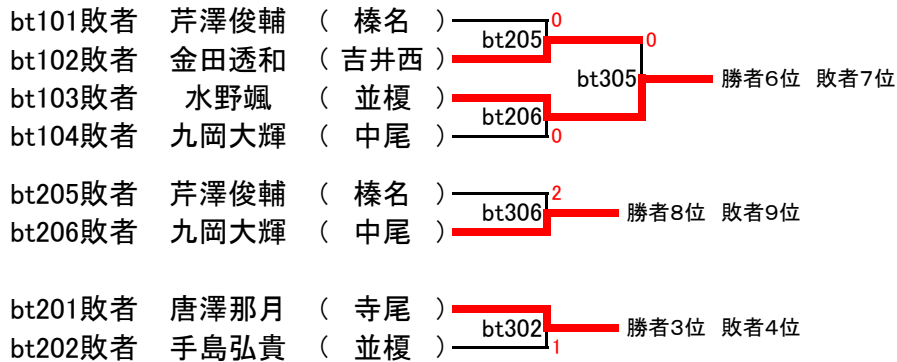 bt101敗者 芹澤俊輔 ( 榛名 ) 0
bt205 0
bt102敗者 金田透和 ( 吉井西 )
bt305 勝者6位 敗者7位
bt103敗者 水野颯 ( 並榎 )
bt206
bt104敗者 九岡大輝 ( 中尾 ) 0
bt205敗者 芹澤俊輔 ( 榛名 ) 2
bt306 勝者8位 敗者9位
bt206敗者 九岡大輝 ( 中尾 )
bt201敗者 唐澤那月 ( 寺尾 )
bt302 勝者3位 敗者4位
bt202敗者 手島弘貴 ( 並榎 ) 1